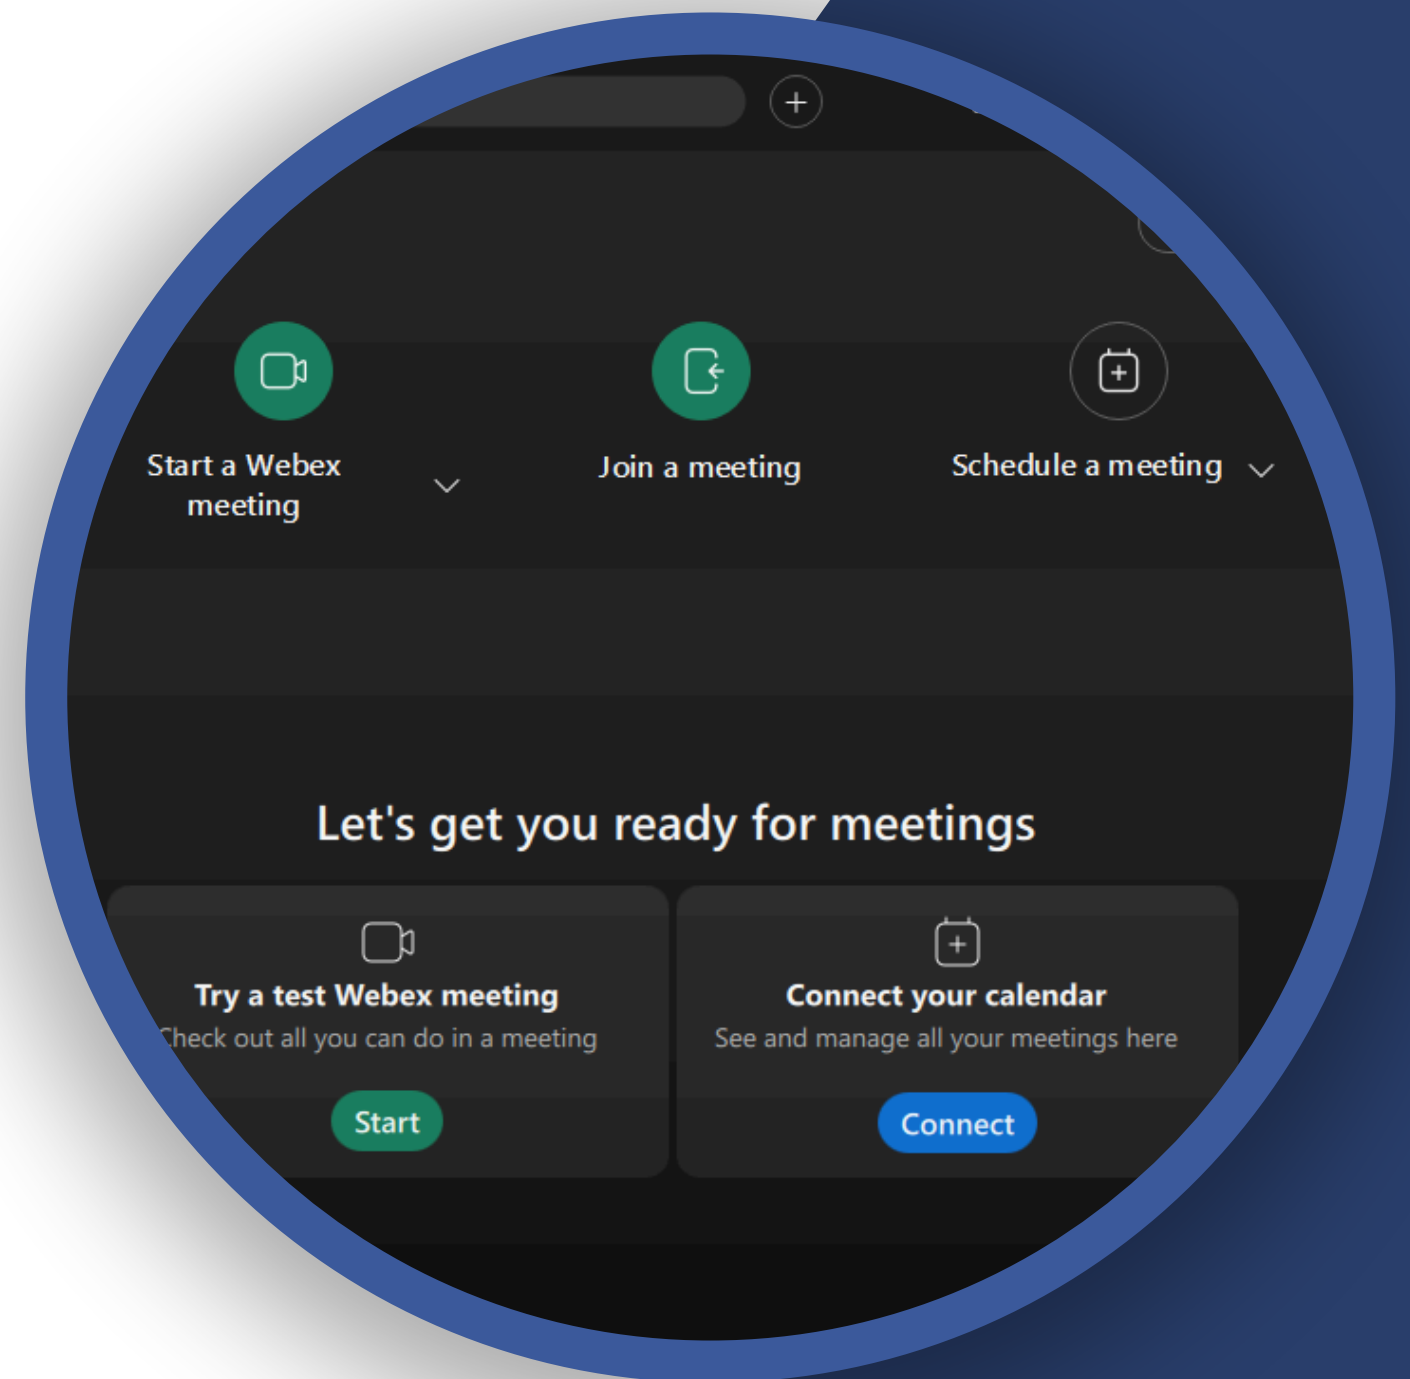 Start a Webex
meeting
Join a meeting
Schedule a meeting
Let's get you ready for meetings
Try a test Webex meeting
Connect your calendar
Check out all you can do in a meeting
See and manage all your meetings here
Start
Connect